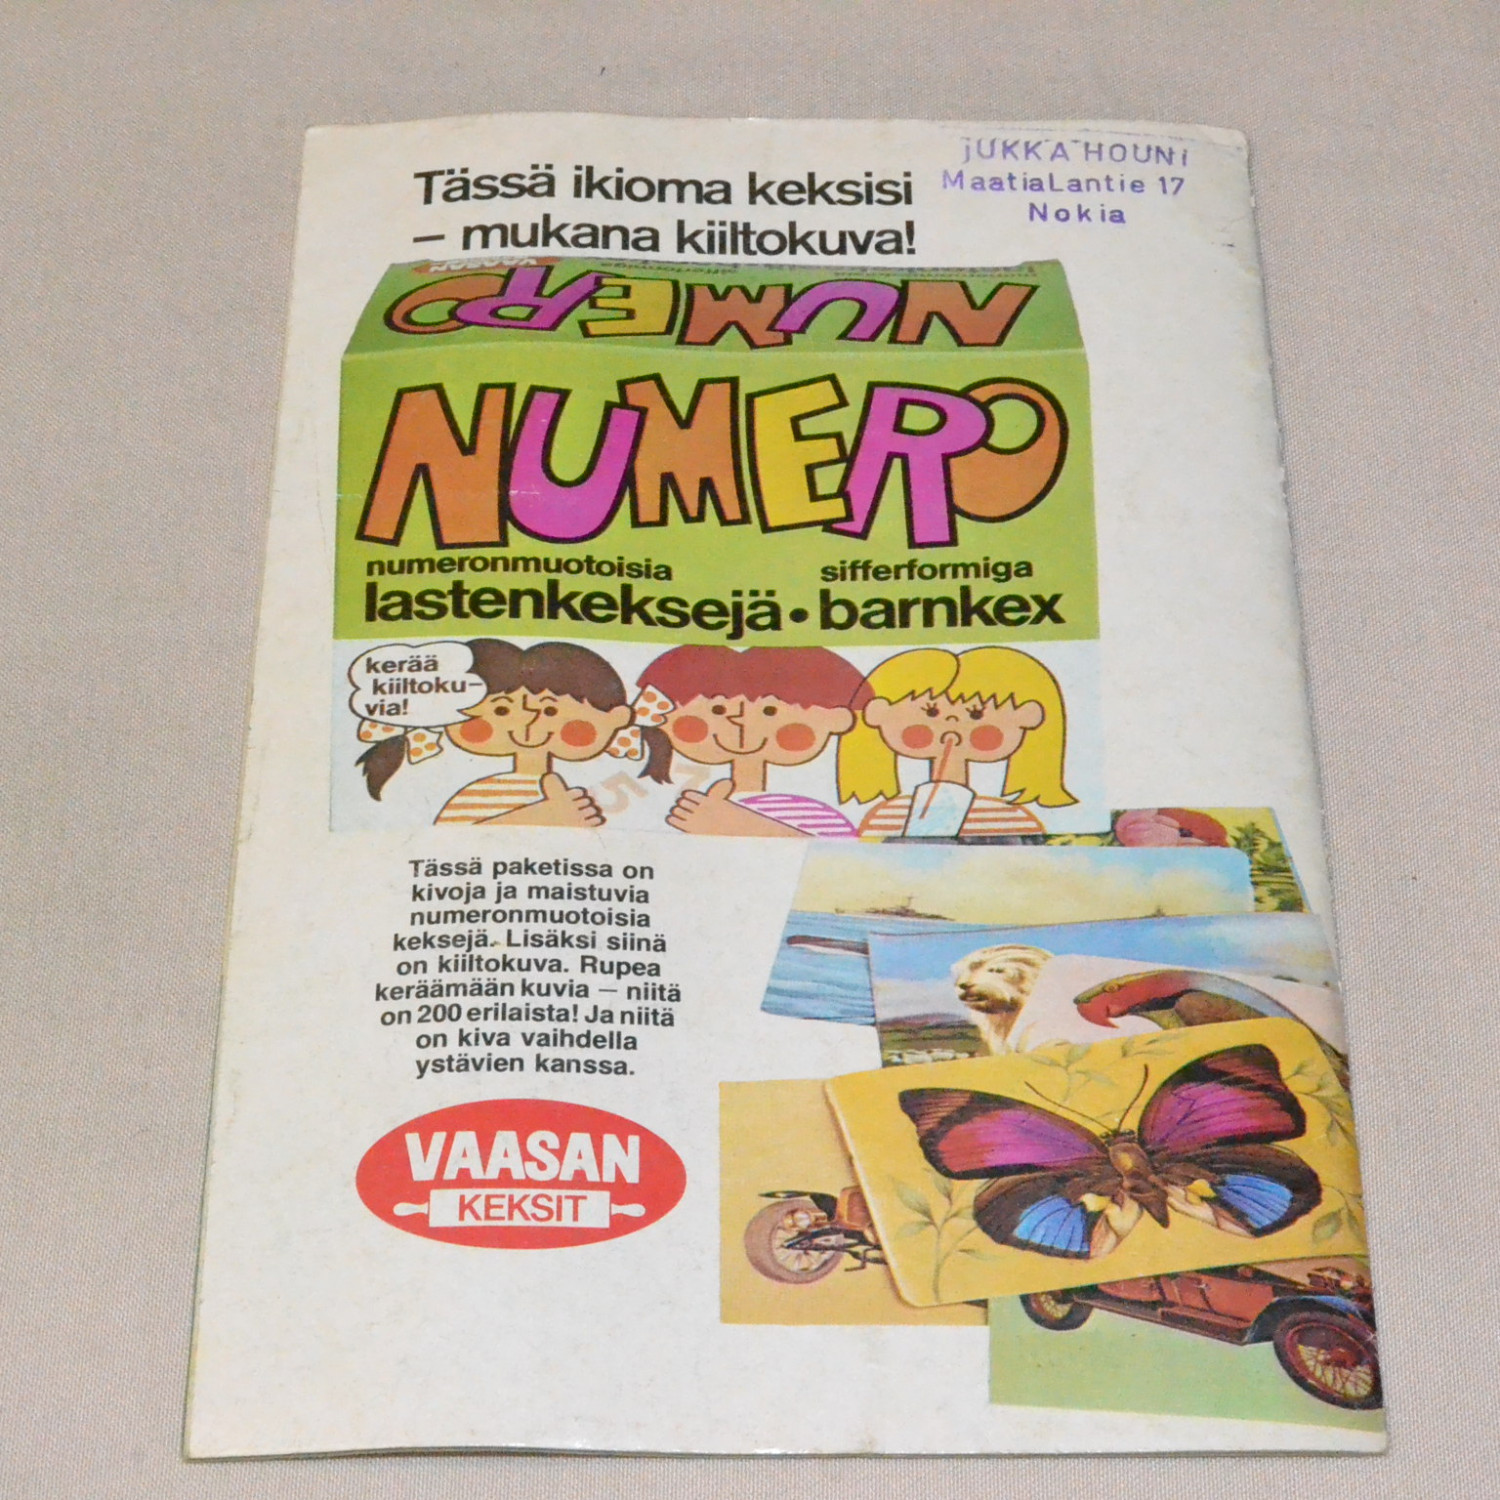 jUKKA HOUNi
MaatiaLantie 17
Nokia
Tässä ikioma keksisi
– mukana kiiltokuva!
VAASAN
NUMERO
NUMERO
numeronmuotoisia
lastenkeksejä • barnkex
sifferformiga
kerää
kiiltoku-
via!
Tässä paketissa on
kivoja ja maistuvia
numeronmuotoisia
keksejä. Lisäksi siinä
on kiiltokuva. Rupea
keräämään kuvia – niitä
on 200 erilaista! Ja niitä
on kiva vaihdella
ystävien kanssa.
VAASAN
KEKSIT